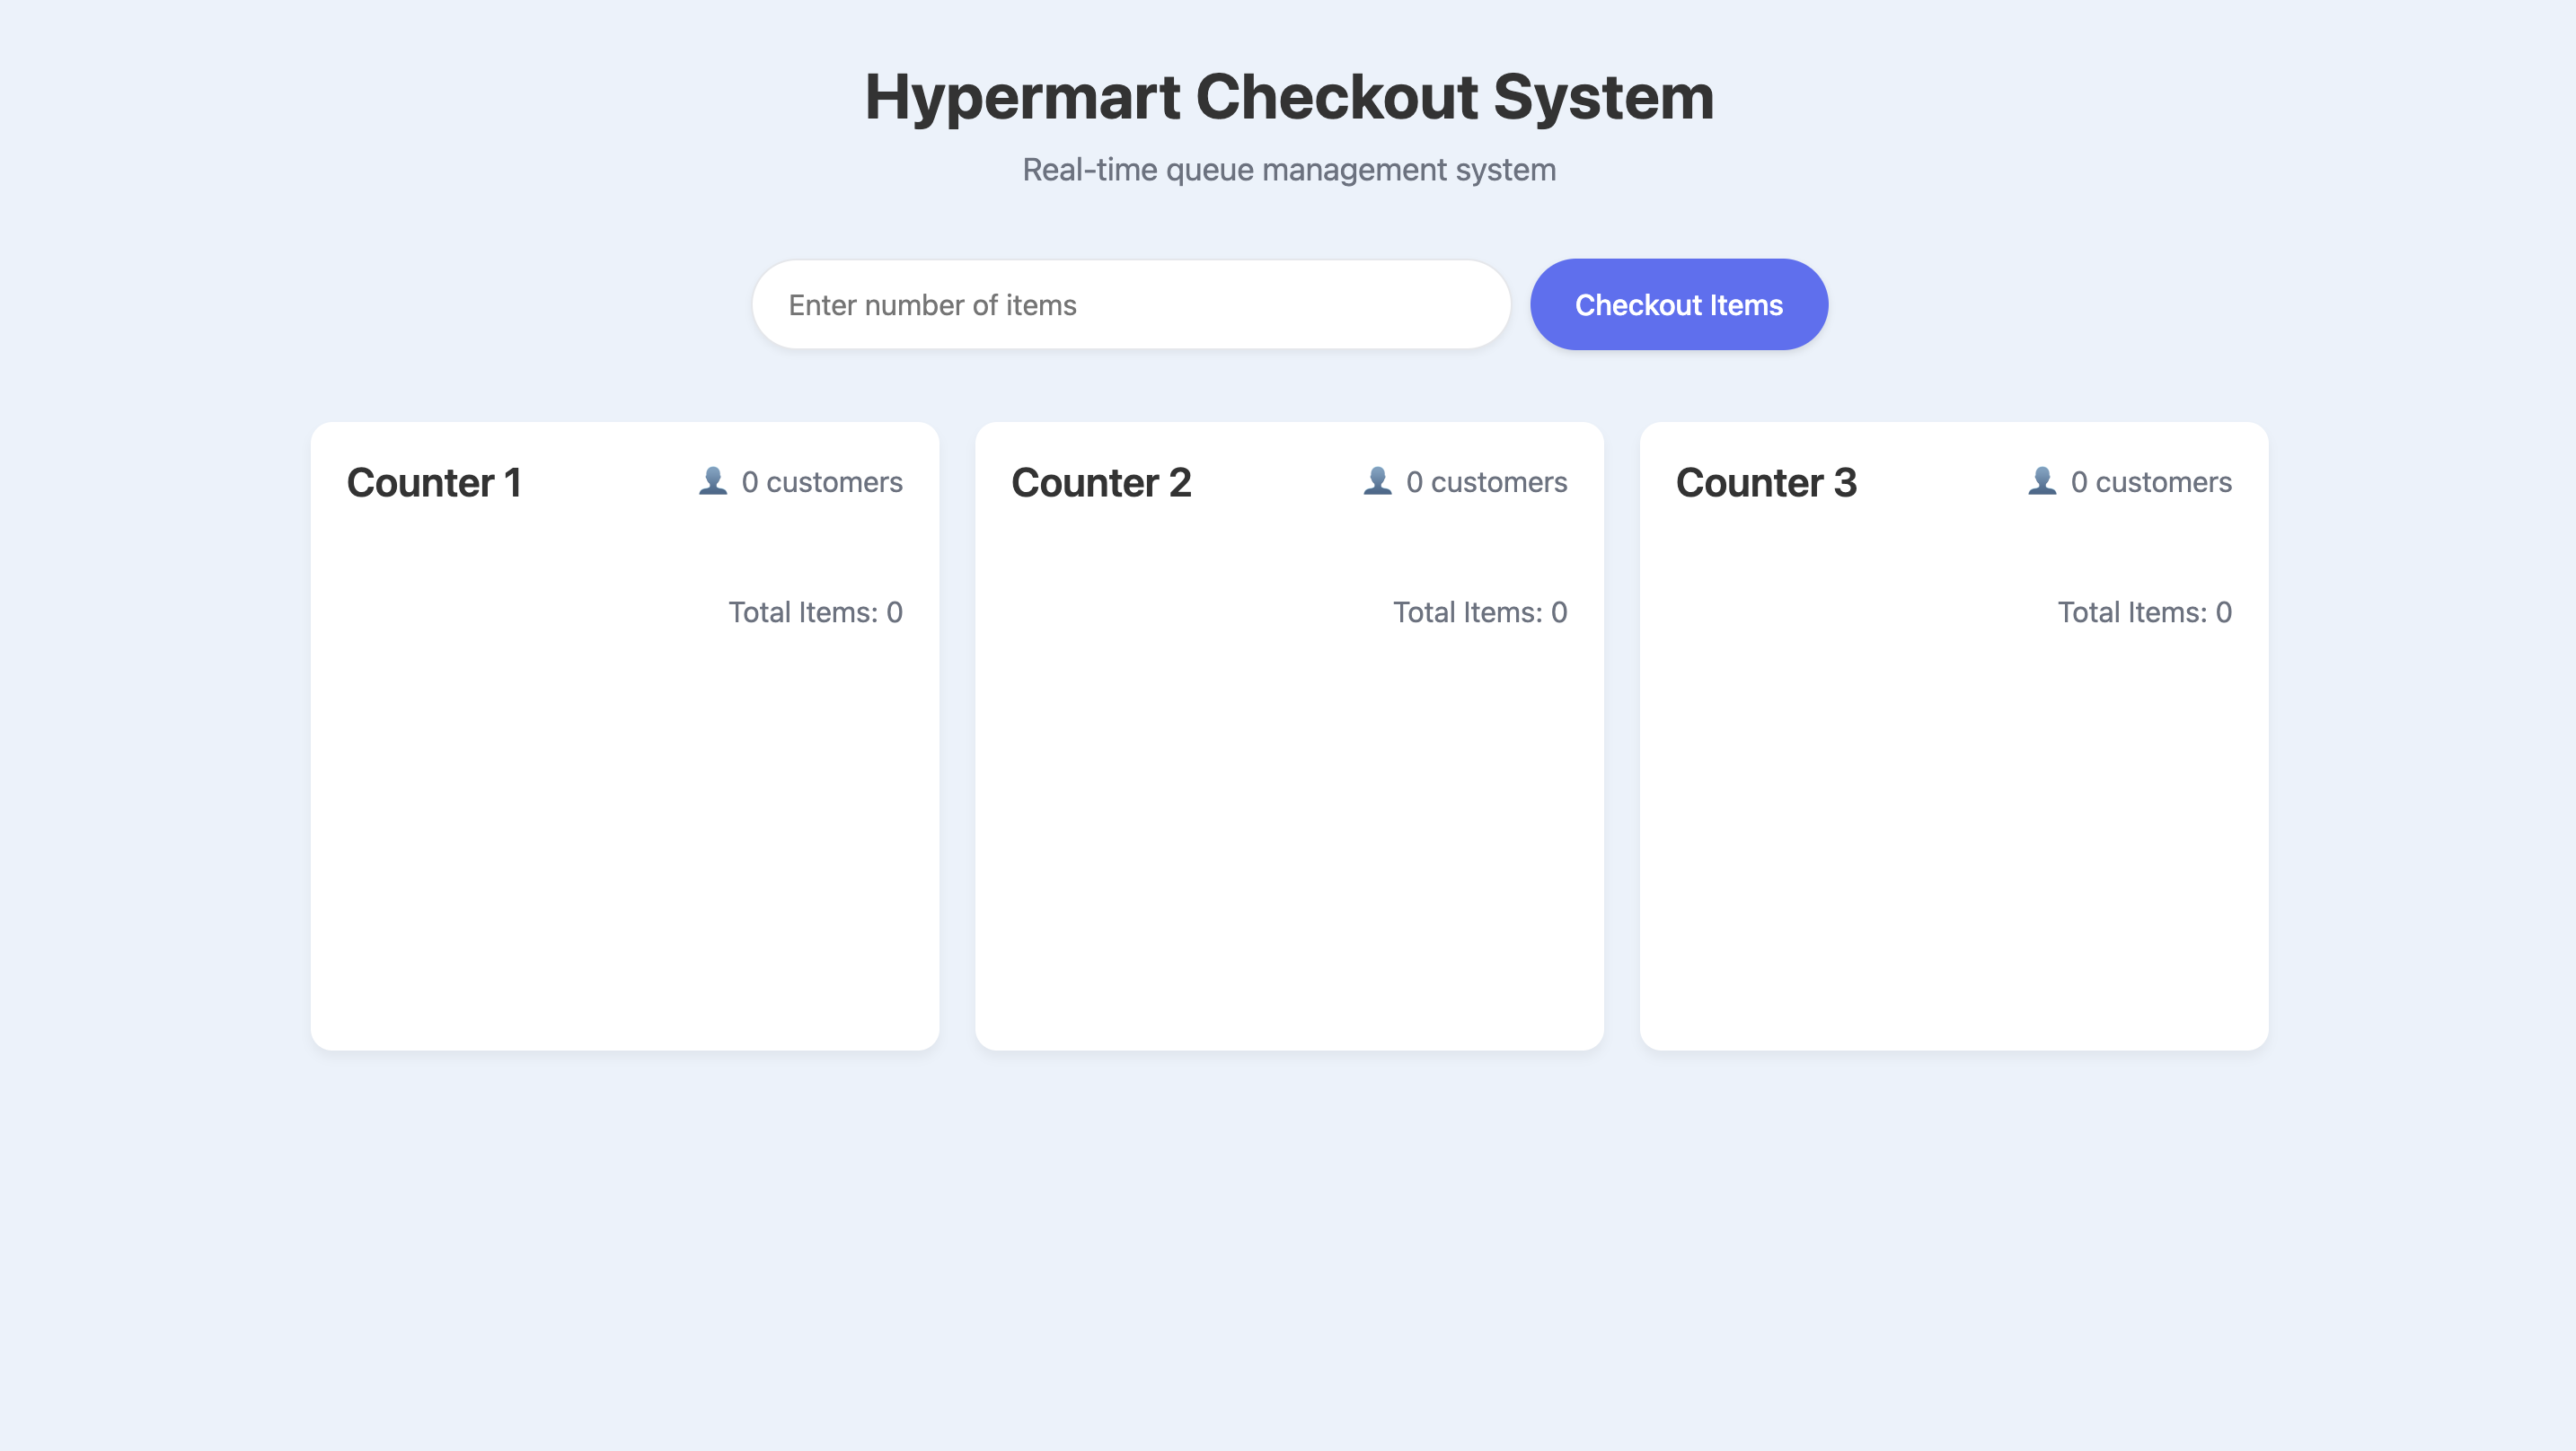 Hypermart Checkout System
Real-time queue management system
Enter number of items
Checkout Items
Counter 1
0 customers
Total Items: 0
Counter 2
0 customers
Total Items: 0
Counter 3
0 customers
Total Items: 0